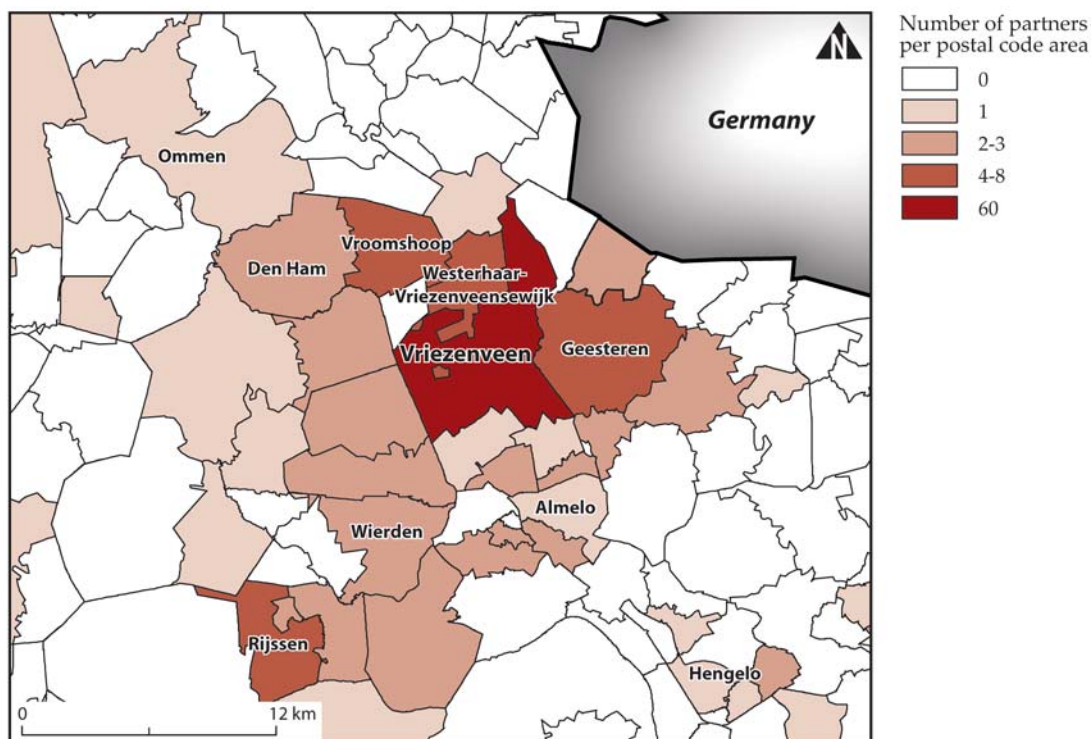 Number of partners
per postal code area
0
1
2-3
4-8
60
N
Germany
Ommen
Vroomshoop
Den Ham
Westerhaar-
Vriezenveensewijk
Vriezenveen
Geesteren
Almelo
Wierden
Rijssen
Hengelo
0
12 km